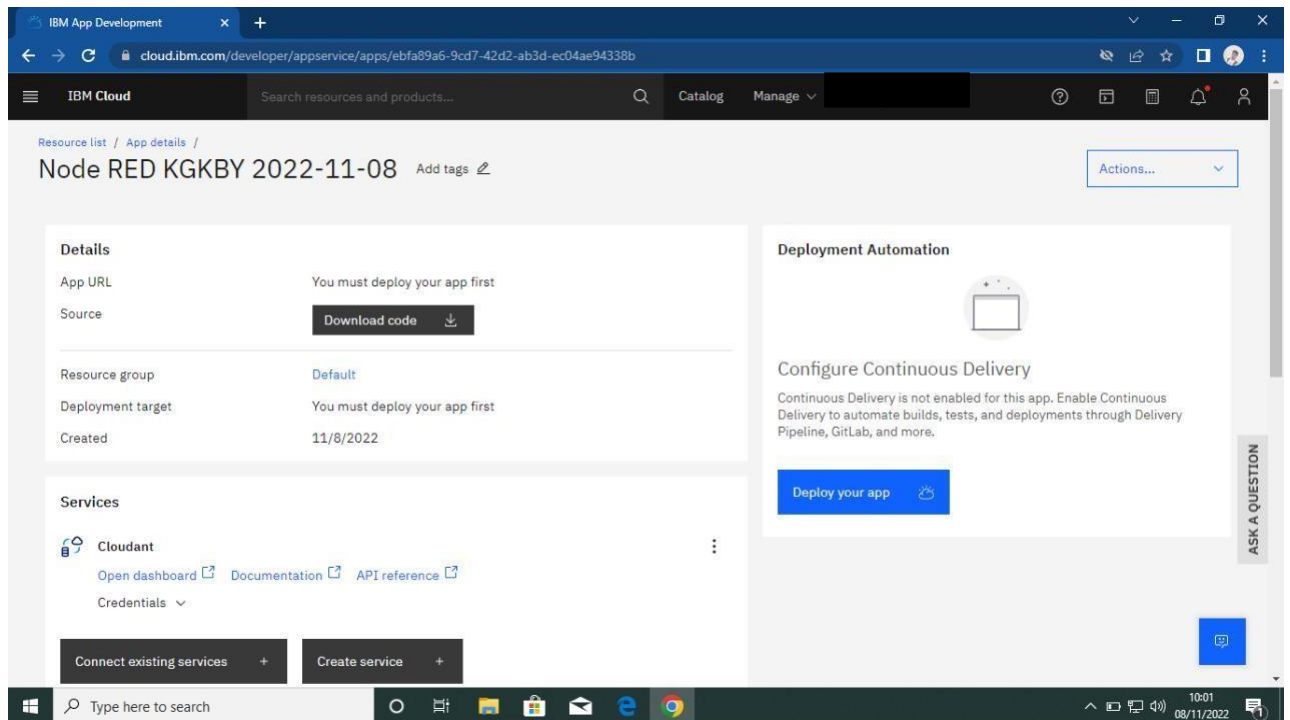 IBM App Development
cloud.ibm.com/developer/appservice/apps/ebfa89a6-9cd7-42d2-ab3d-ec04ae94338b
IBM Cloud
Search resources and products...
Catalog
Manage
Resource list / App details /
Node RED KGKBY 2022-11-08
Add tags
Actions...
Details
App URL
You must deploy your app first
Source
Download code
Resource group
Default
Deployment target
You must deploy your app first
Created
11/8/2022
Services
Cloudant
Open dashboard
Documentation
API reference
Credentials
Connect existing services +
Create service +
Deployment Automation
Configure Continuous Delivery
Continuous Delivery is not enabled for this app. Enable Continuous
Delivery to automate builds, tests, and deployments through Delivery
Pipeline, GitLab, and more.
Deploy your app
ASK A QUESTION
Type here to search
10:01
08/11/2022
1